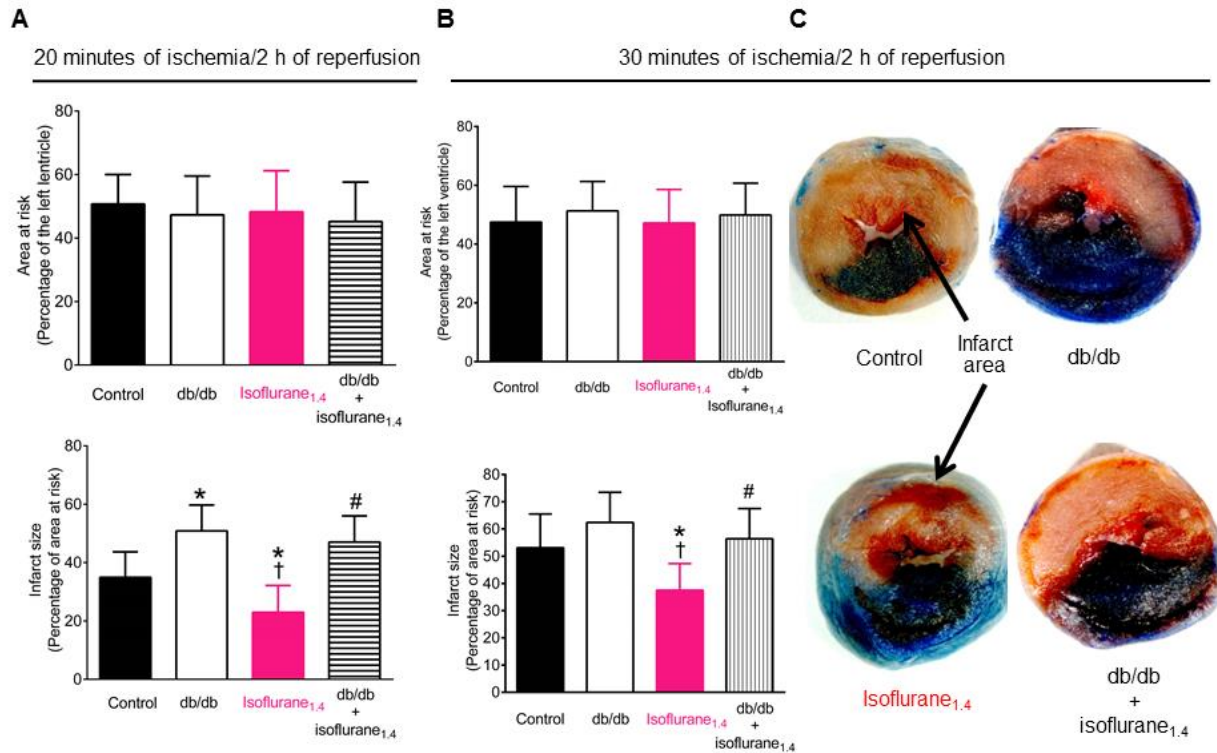 A
B
C
20 minutes of ischemia/2 h of reperfusion
30 minutes of ischemia/2 h of reperfusion
Area at risk
(Percentage of the left lentricle)
80
60
40
20
0
Control
db/db
Isoflurane1.4
db/db
+
isoflurane1.4
Area at risk
(Percentage of the left ventricle)
80
60
40
20
0
Control
db/db
Isoflurane1.4
db/db
+
Isoflurane1.4
Control
Infarct
area
db/db
Infarct size
(Percentage of area at risk)
80
60
40
20
0
*
*
†
#
Control
db/db
Isoflurane1.4
db/db
+
isoflurane1.4
Infarct size
(Percentage of area at risk)
80
70
60
50
40
30
20
10
0
*
†
#
Control
db/db
Isoflurane1.4
db/db
+
Isoflurane1.4
Isoflurane1.4
db/db
+
isoflurane1.4